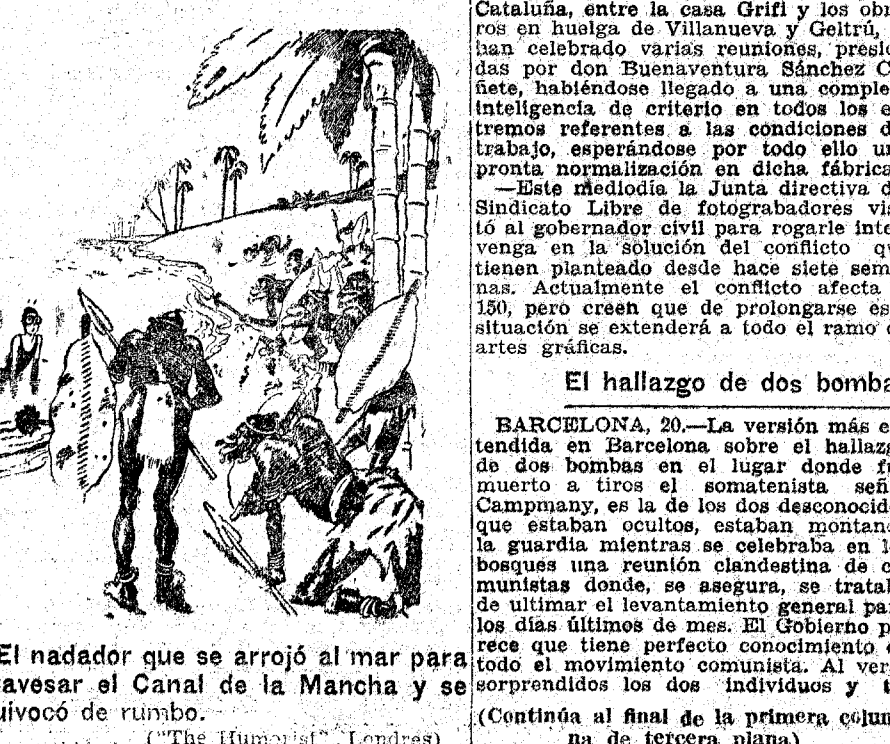 El nadador que se arrojó al mar para
avesar el Canal de la Mancha y se
uivocó de rumbo.
("The Humorist" Londres)
Cataluña, entre la casa Grifi y los obr
ros en huelga de Villanueva y Geltrú,
han celebrado varias reuniones, presid
das por don Buenaventura Sánchez C
ñete, habiéndose llegado a una comple
inteligencia de criterio en todos los e
tremos referentes a las condiciones d
trabajo, esperándose por todo ello un
pronta normalización en dicha fábrica
—Este mediodía la Junta directiva d
Sindicato Libre de fotograbadores vis
tó al gobernador civil para rogarle inte
venga en la solución del conflicto qu
tienen planteado desde hace siete sem
nas. Actualmente el conflicto afecta
150, pero creen que de prolongarse es
situación se extenderá a todo el ramo d
artes gráficas.
El hallazgo de dos bomba
BARCELONA, 20.—La versión más e
tendida en Barcelona sobre el hallazg
de dos bombas en el lugar donde fu
muerto a tiros el somatenista señ
Campmany, es la de los dos desconocid
que estaban ocultos, estaban montan
la guardia mientras se celebraba en l
bosques una reunión clandestina de c
munistas donde, se asegura, se tratab
de ultimar el levantamiento general pa
los días últimos de mes. El Gobierno p
rece que tiene perfecto conocimiento
todo el movimiento comunista. Al ver
sorprendidos los dos individuos y t
(Continúa al final de la primera colum
na de tercera plana)